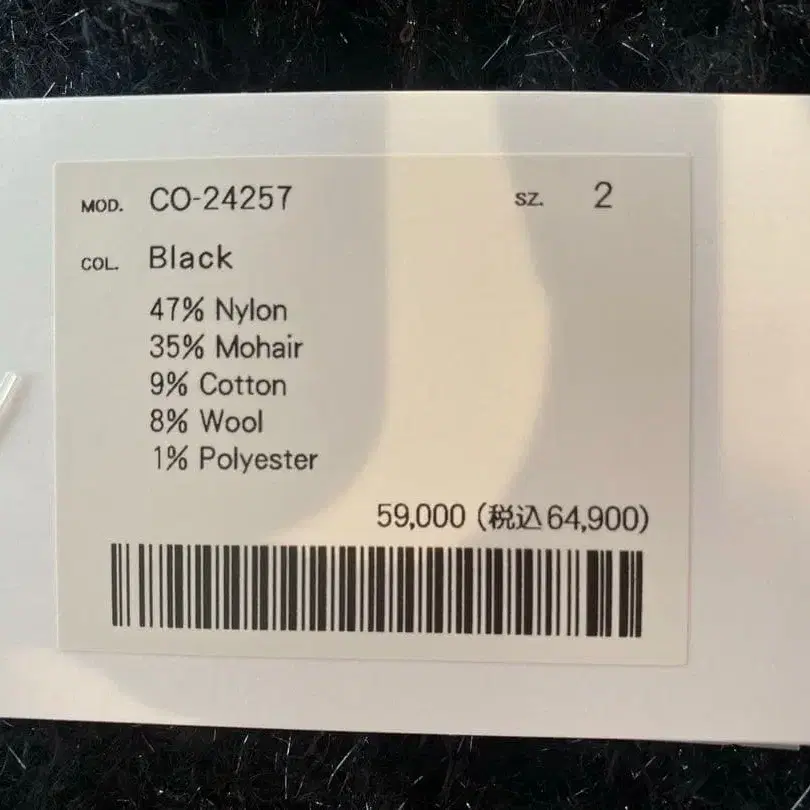 MOD. CO-24257 SZ. 2
COL. Black
47% Nylon
35% Mohair
9% Cotton
8% Wool
1% Polyester
59,000 (税込64,900)